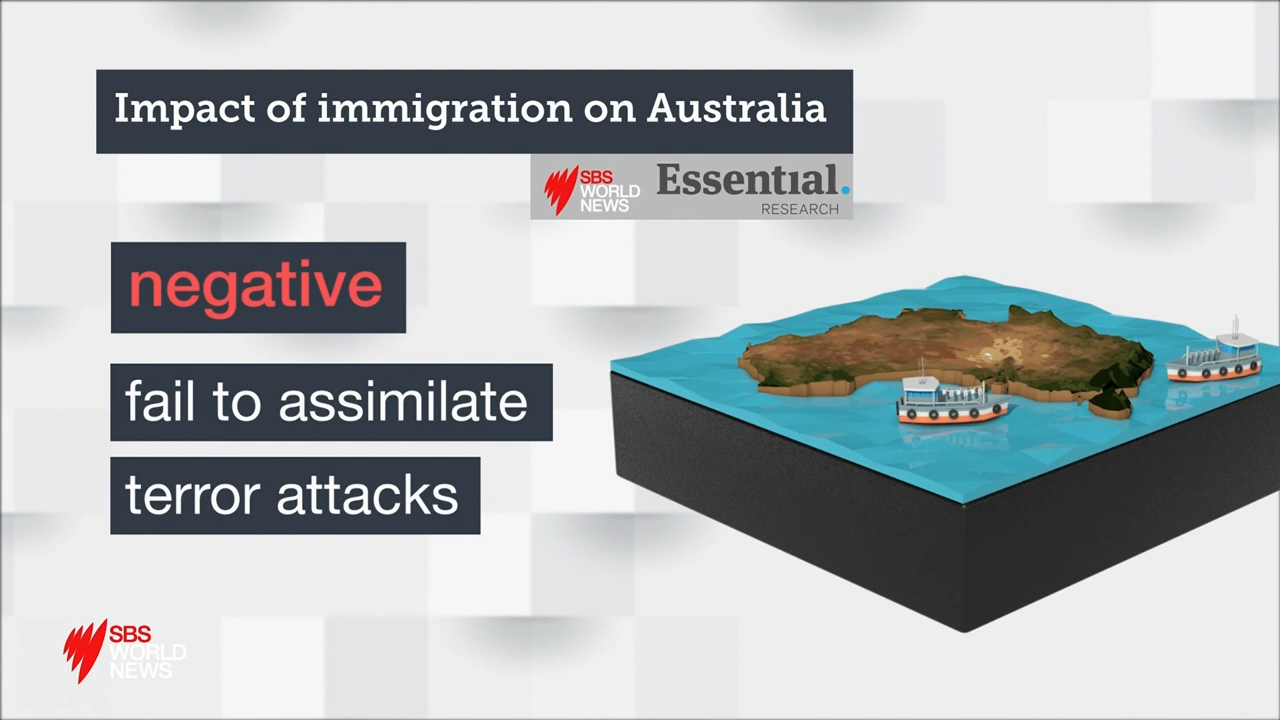 Impact of immigration on Australia
SBS
WORLD
NEWS
Essential.
RESEARCH
negative
fail to assimilate
terror attacks
SBS
WORLD
NEWS